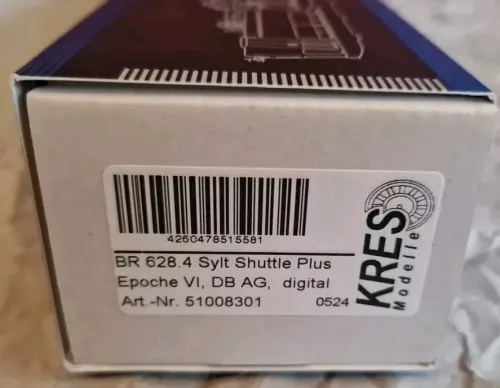 4260478515581
BR 628.4 Sylt Shuttle Plus
Epoche VI, DB AG, digital
Art.-Nr. 51008301 0524
KRES
Modelle